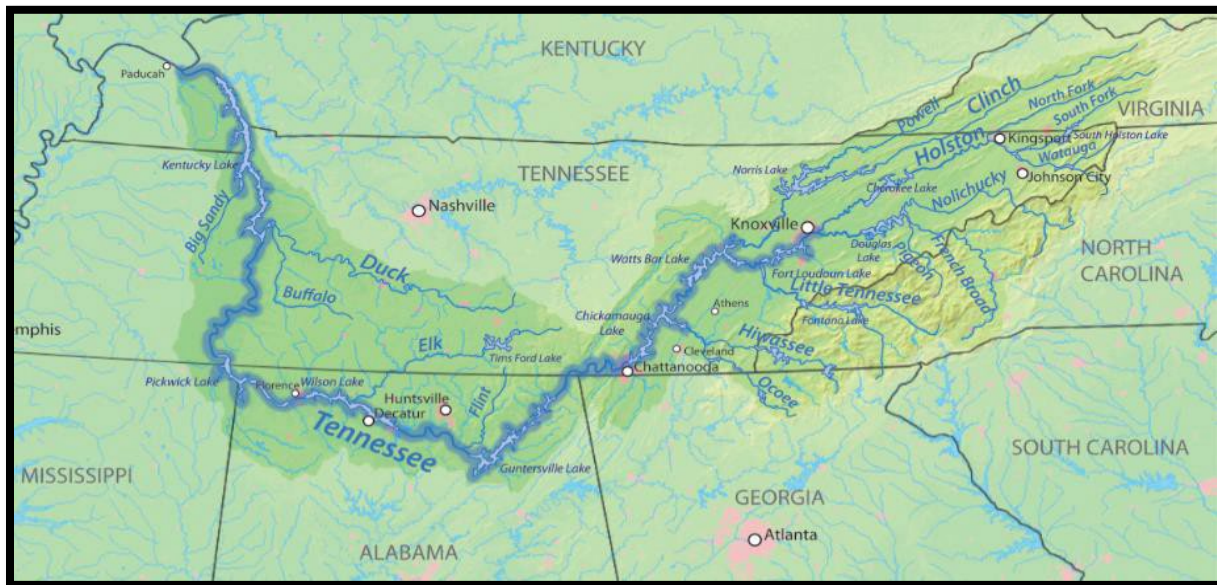 KENTUCKY
Paducah
Powell
Clinch
North Fork
South Fork
VIRGINIA
Kingsport
South Holston Lake
Holston
Watauga
Kentucky Lake
TENNESSEE
Norris Lake
Cherokee Lake
Johnson City
Nashville
Nolichucky
Big Sandy
Knoxville
Douglas
Lake
Pigeon
French Broad
NORTH
CAROLINA
Watts Bar Lake
Duck
Fort Loudoun Lake
Little Tennessee
Buffalo
Athens
Chickamauga
Lake
Fontana Lake
emphis
Elk
Tims Ford Lake
Hiwassee
Cleveland
Chattanooga
Pickwick Lake
Florence
Wilson Lake
Huntsville
Flint
Ocoee
Decatur
Tennessee
Guntersville Lake
SOUTH CAROLINA
MISSISSIPPI
GEORGIA
Atlanta
ALABAMA